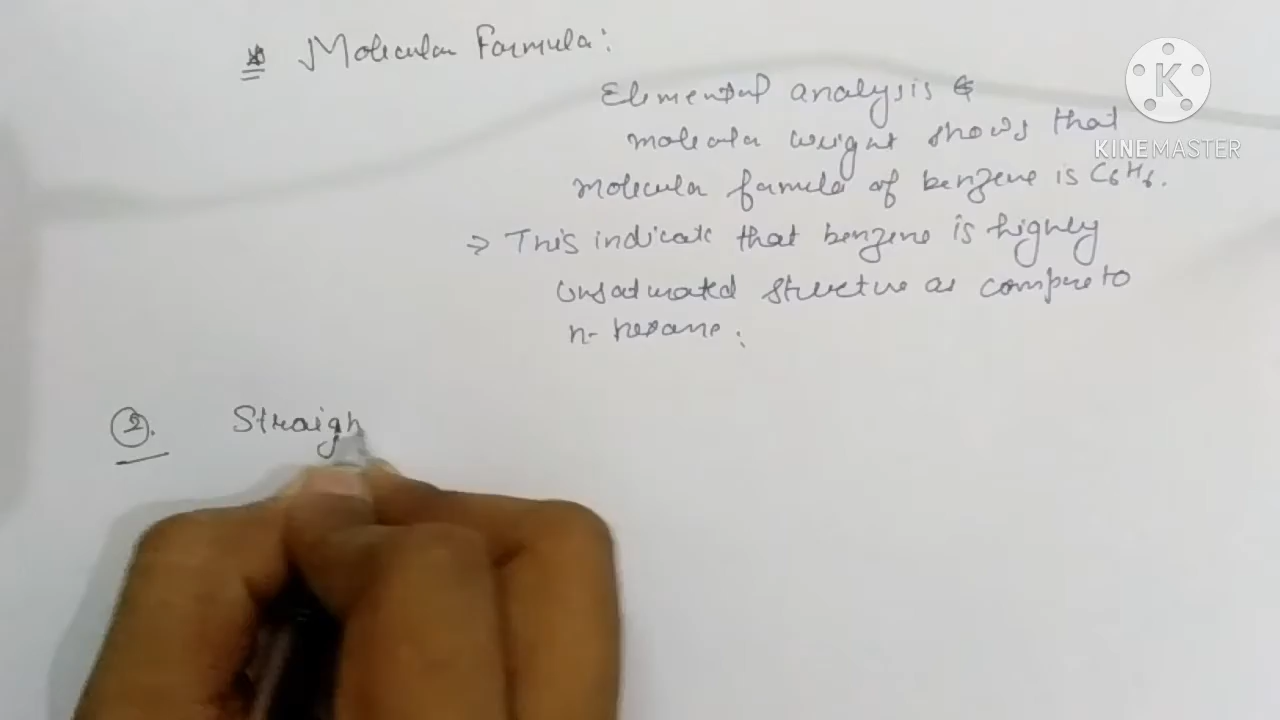 * Molecular Formula:
Elemental analysis &
molecular weight shows that
molecular formula of benzene is C6H6.
⇒ This indicate that benzene is highly
unsaturated structure as compare to
n-hexane.
2. Straigh
K
KINEMASTER